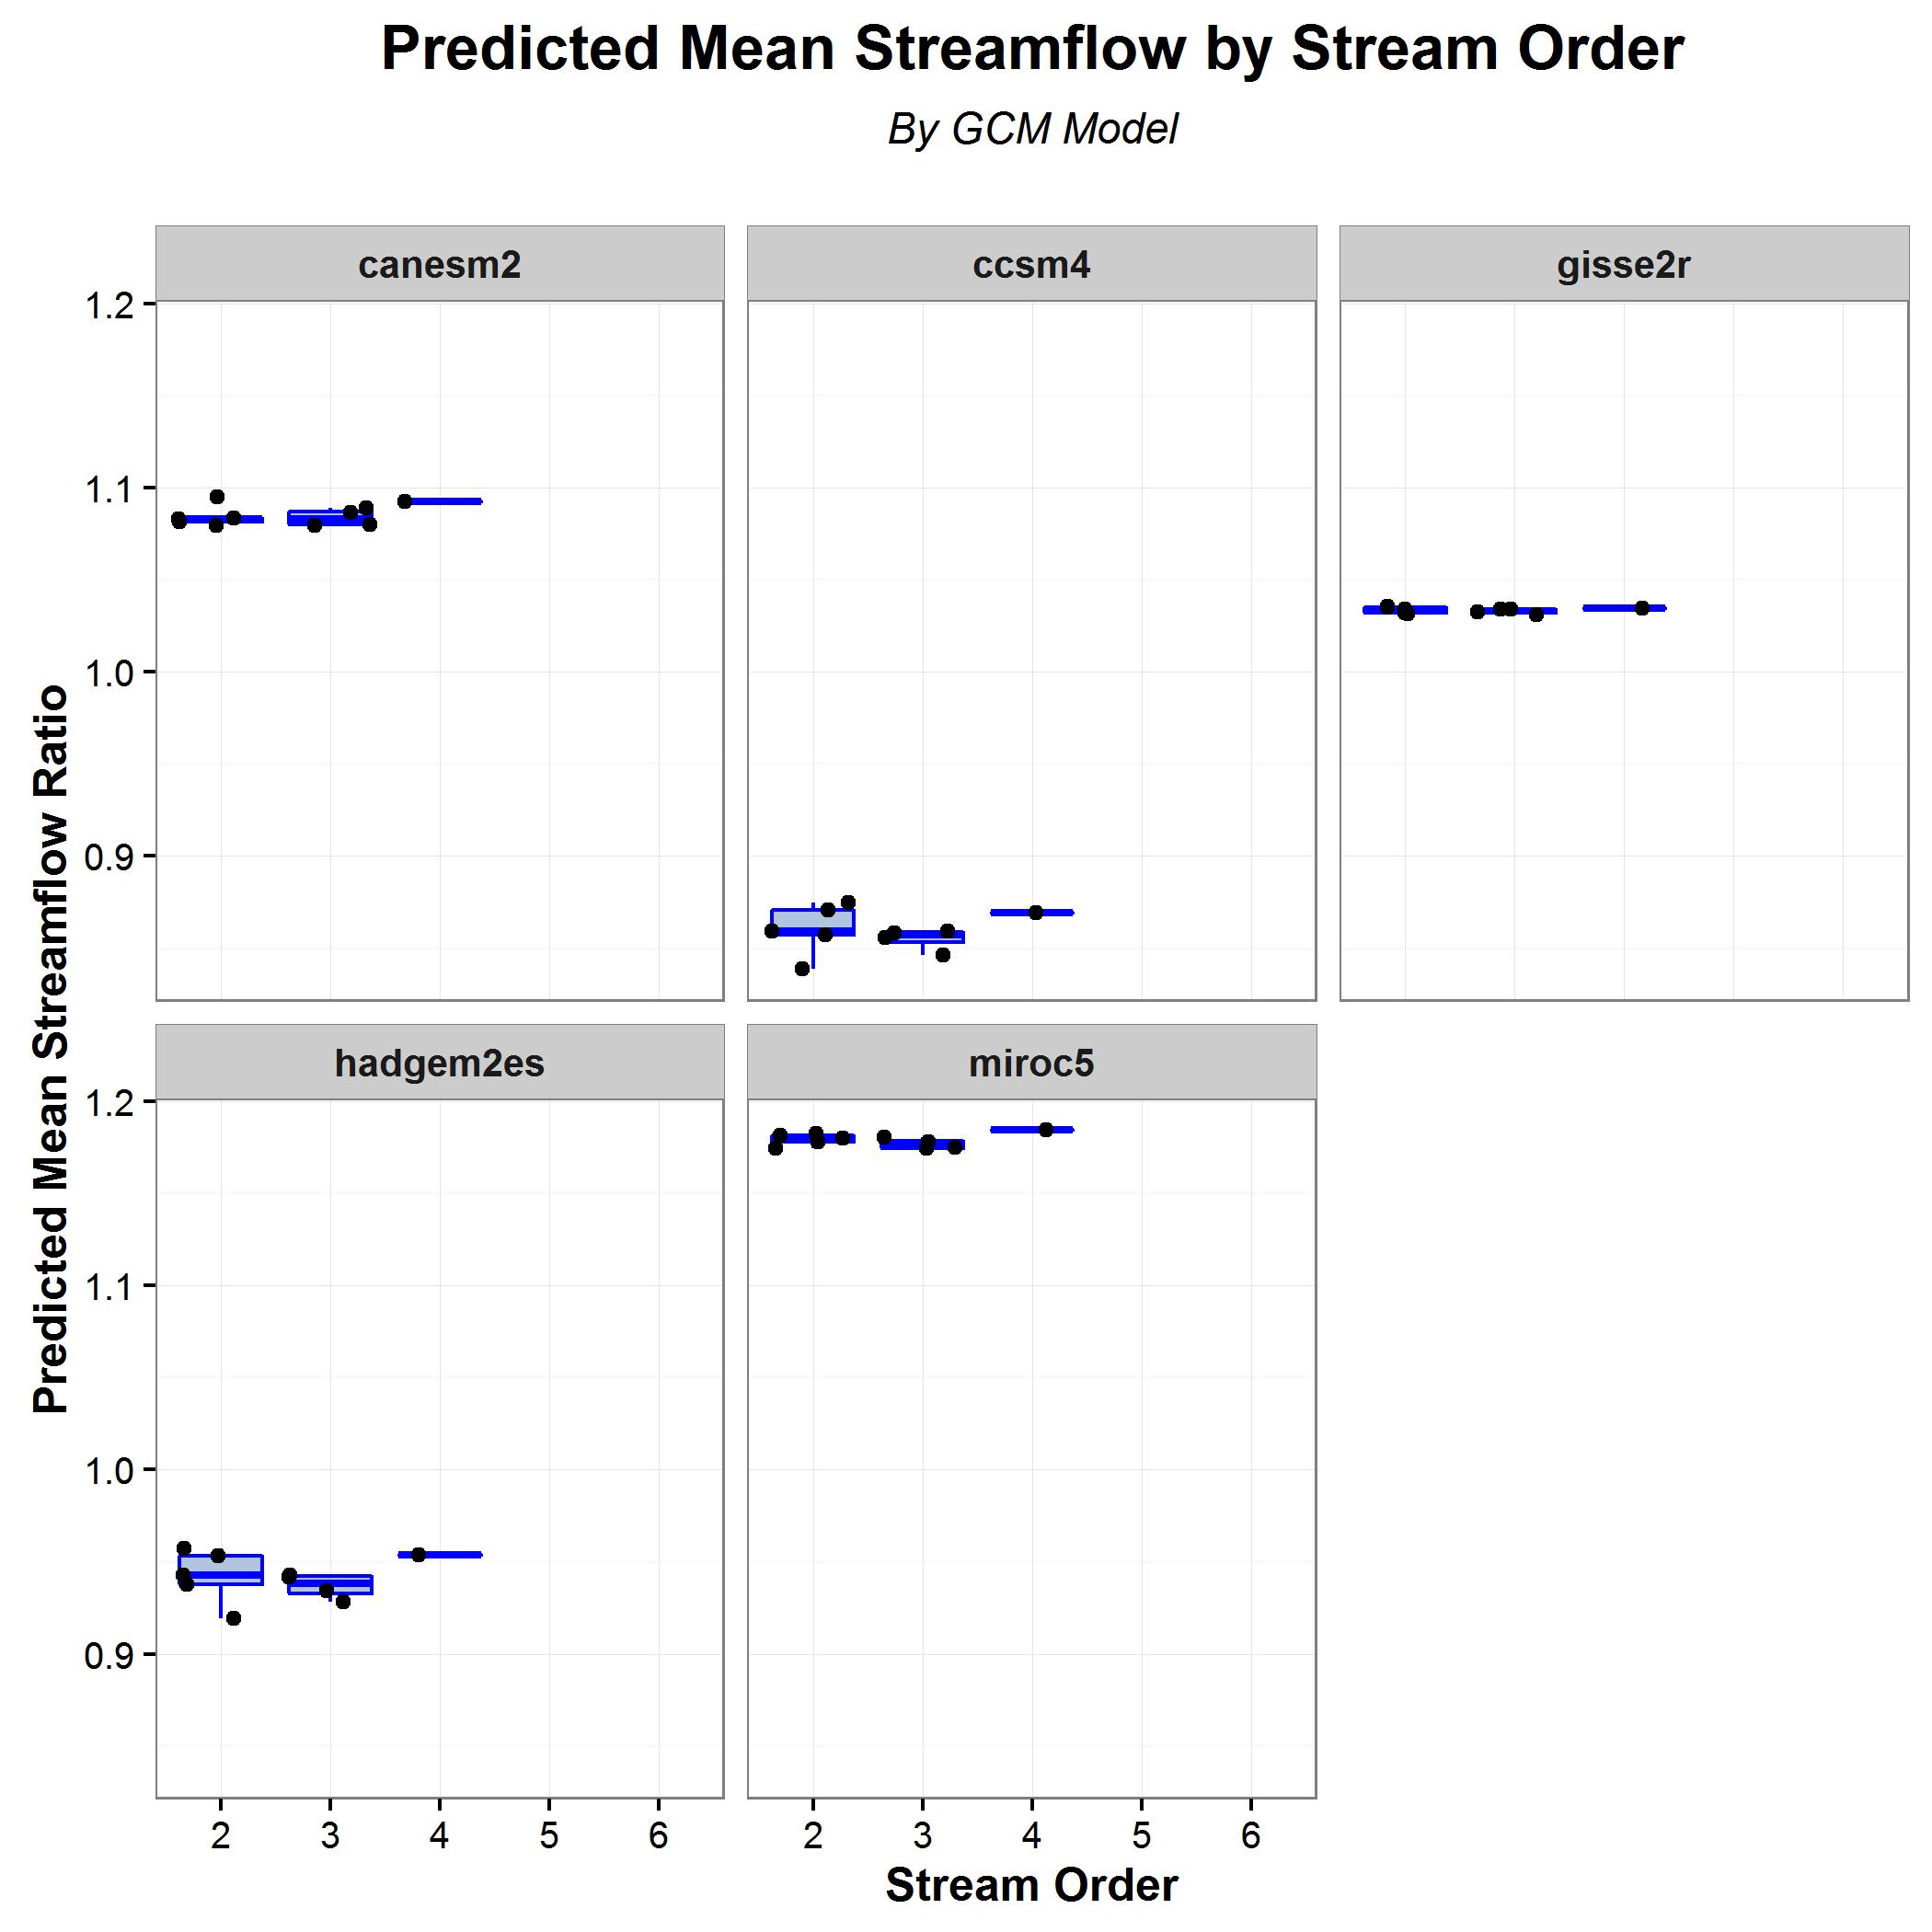 Predicted Mean Streamflow by Stream Order
By GCM Model
canesm2
ccsm4
gisse2r
1.2
1.1
1.0
0.9
Predicted Mean Streamflow Ratio
hadgem2es
miroc5
1.2
1.1
1.0
0.9
2 3 4 5 6
2 3 4 5 6
Stream Order